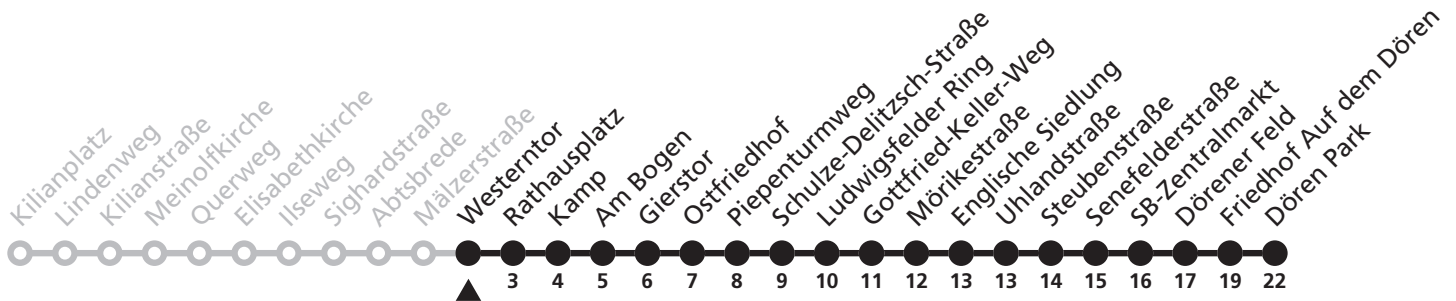 Kilianplatz
Lindenweg
Kilianstraße
Meinolfkirche
Querweg
Elisabethkirche
Ilseweg
Sighardstraße
Abtsbrede
Mälzerstraße
Westerntor
Rathausplatz
Kamp
Am Bogen
Gierstor
Ostfriedhof
Piepenturmweg
Schulze-Delitzsch-Straße
Ludwigsfelder Ring
Gottfried-Keller-Weg
Mörikestraße
Englische Siedlung
Uhlandstraße
Steubenstraße
Senefelderstraße
SB-Zentralmarkt
Dörener Feld
Friedhof Auf dem Dören
Dören Park
3 4 5 6 7 8 9 10 11 12 13 13 14 15 16 17 19 22